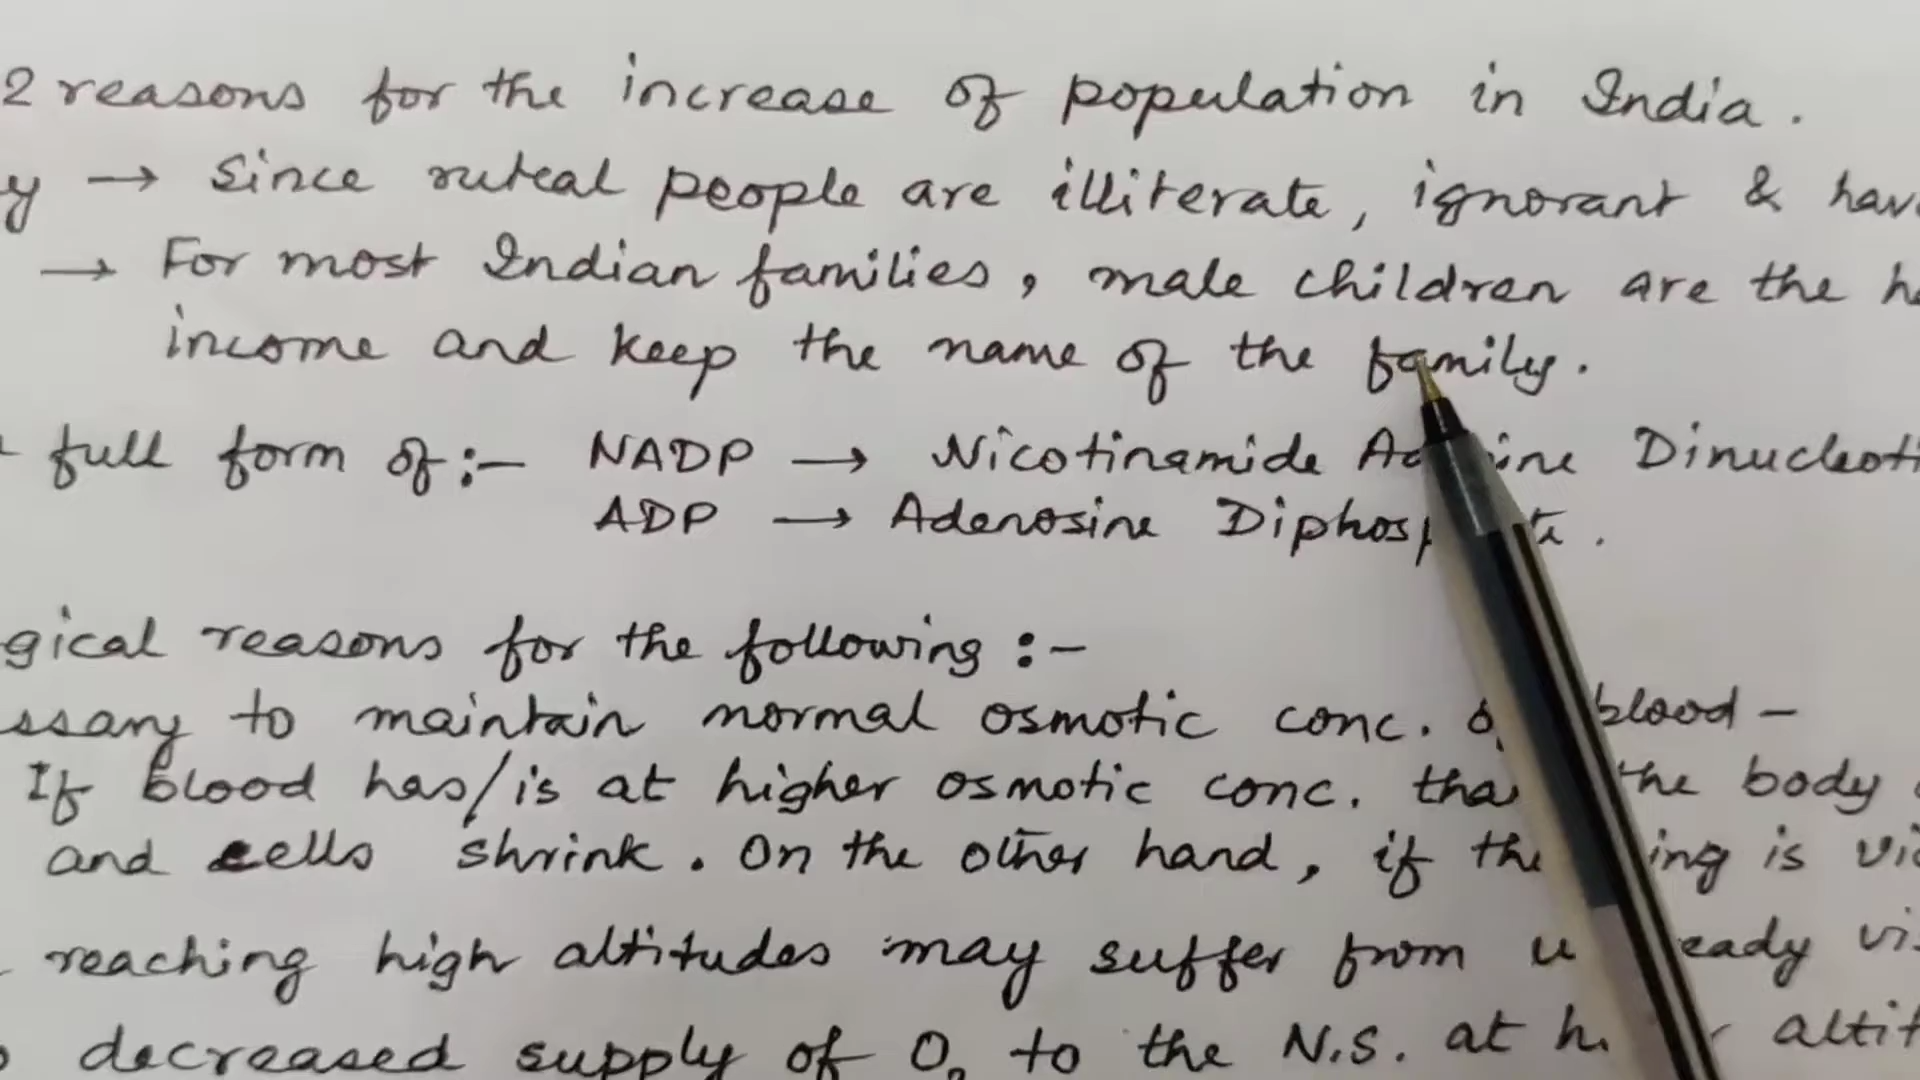 2 reasons for the increase of population in India.
y → Since rural people are illiterate, ignorant & hav
→ For most Indian families, male children are the h
income and keep the name of the family.
full form of :- NADP → Nicotinamide Dinucleoti
ADP → Adenosine Diphosp
gical reasons for the following :-
ssary to maintain normal osmotic conc. blood -
If blood has/is at higher osmotic conc. the body
and cells shrink. On the other hand, if is
reaching high altitudes may suffer from
decreased supply of O2 to the N.S. at altit